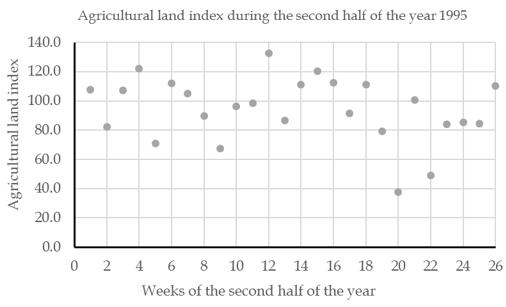 Agricultural land index during the second half of the year 1995
Agricultural land index
140.0
120.0
100.0
80.0
60.0
40.0
20.0
0.0
0 2 4 6 8 10 12 14 16 18 20 22 24 26
Weeks of the second half of the year